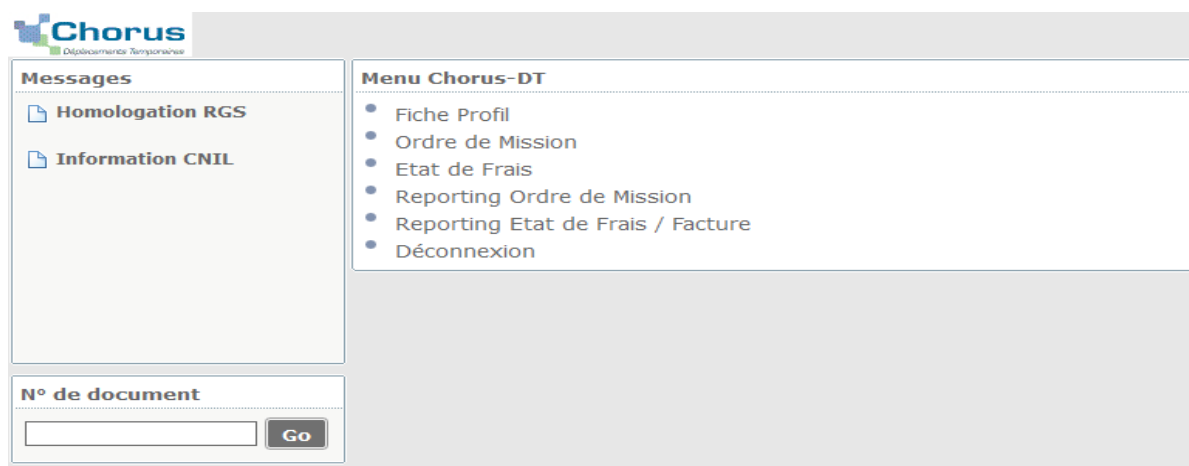 Chorus
Déplacements Temporaires
Messages
Homologation RGS
Information CNIL
N° de document
Go
Menu Chorus-DT
Fiche Profil
Ordre de Mission
Etat de Frais
Reporting Ordre de Mission
Reporting Etat de Frais / Facture
Déconnexion